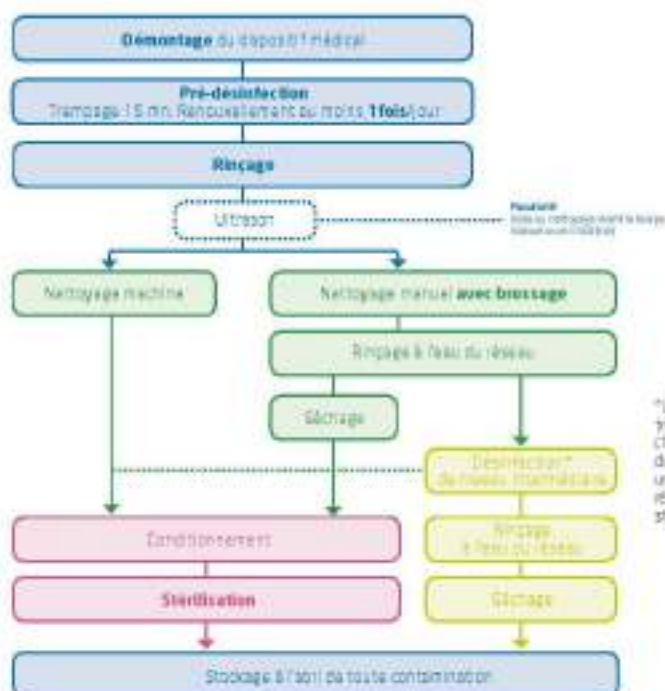 Démontage du dispositif médical
Pré-désinfection
Trempage 15 mn. Renouvellement au moins 1 fois/jour
Rinçage
Ultrason
Nettoyage machine
Nettoyage manuel avec brossage
Rinçage à l'eau du réseau
Séchage
Désinfection*
de niveau intermédiaire
Conditionnement
Rinçage
à l'eau du réseau
Stérilisation
Séchage
Stockage à l'abri de toute contamination